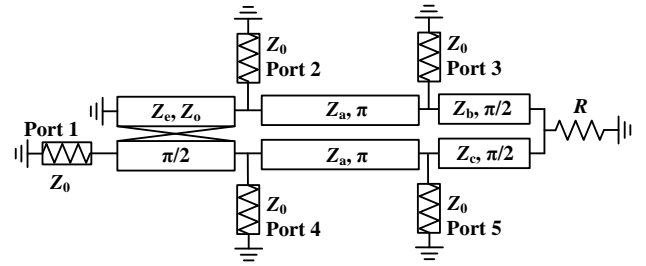 Z0
Port 2
Z0
Port 3
Ze, Zo
Za, π
Zb, π/2
R
Port 1
Z0
π/2
Za, π
Zc, π/2
Z0
Port 4
Z0
Port 5